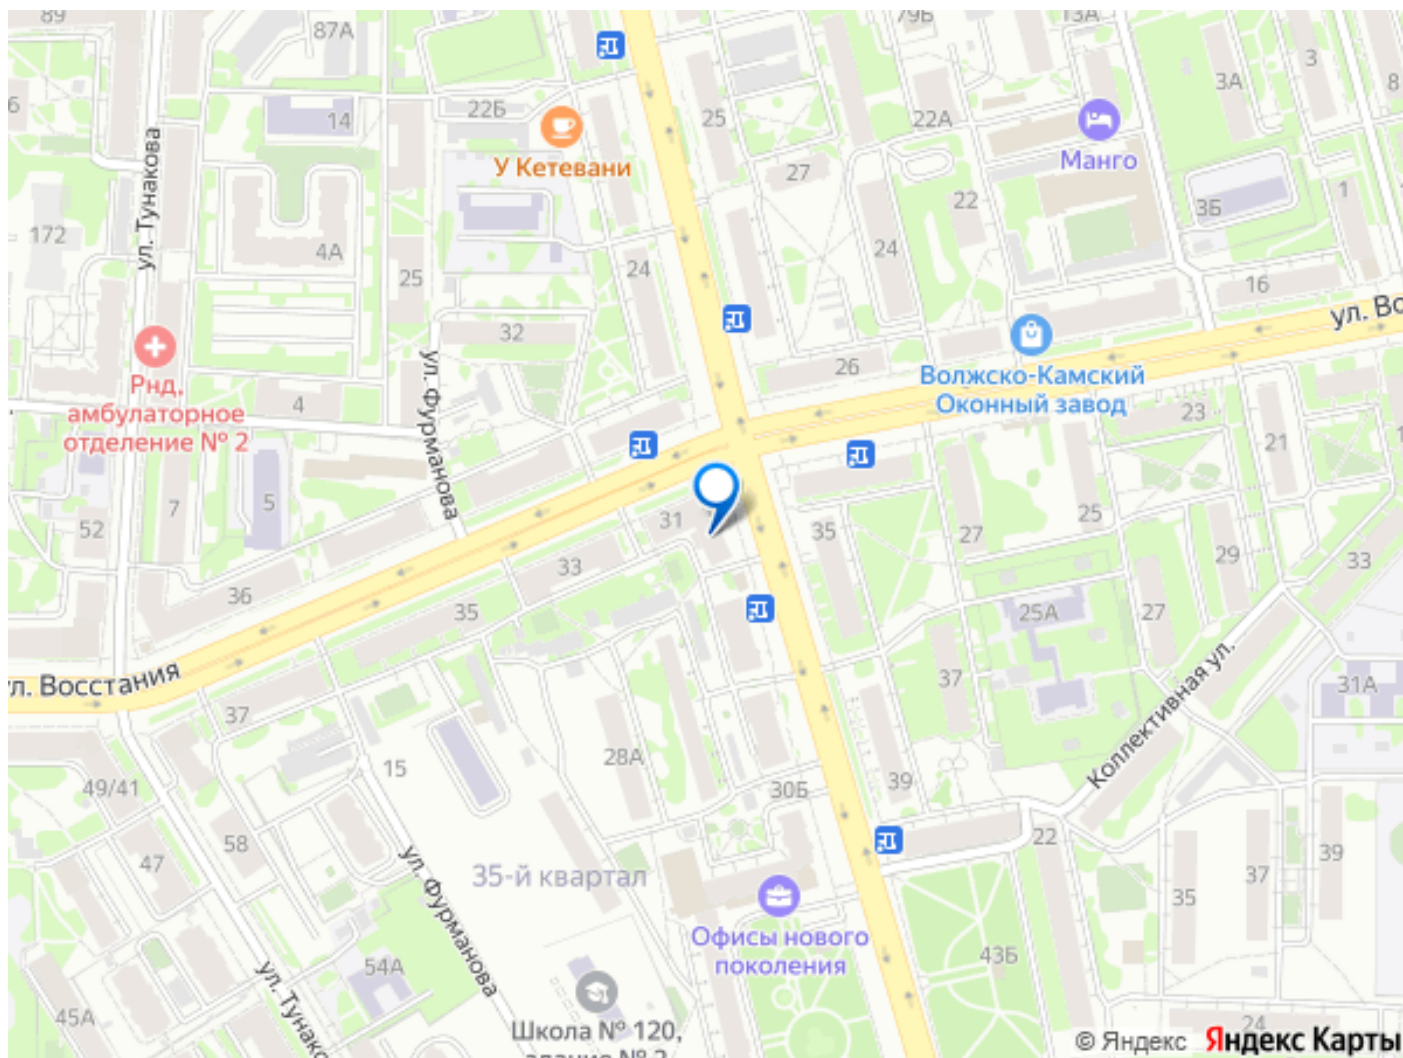 89
87А
79Б
13А
3
3А
8
6
22Б
14
У Кетевани
25
22А
Манго
ул. Тунакова
27
22
3Б
1
172
4А
25
24
24
16
ул. Во
32
ул. Фурманова
26
Волжско-Камский
Оконный завод
Рнд,
амбулаторное
отделение № 2
4
23
21
7
5
52
31
35
27
25
29
33
33
36
35
25А
27
ул. Восстания
37
37
31А
Коллективная ул.
15
28А
30Б
39
49/41
58
47
22
39
37
35
35-й квартал
ул. Фурманова
Офисы нового
поколения
43Б
54А
ул. Тунако
45А
Школа № 120,
здание № 2
24
© Яндекс
Яндекс Карты